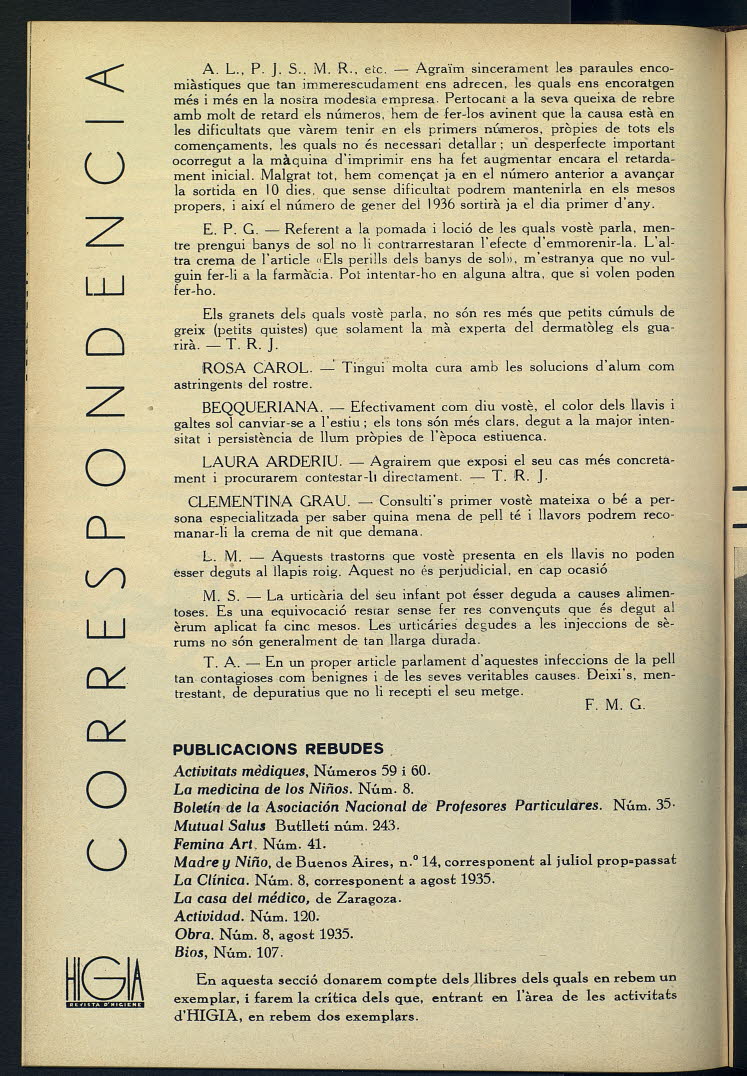 CORRESPONDENCIA
A. L., P. J. S., M. R., etc. — Agraïm sincerament les paraules enco-
miàstiques que tan immerescudament ens adrecen, les quals ens encoratgen
més i més en la nostra modesta empresa. Pertocant a la seva queixa de rebre
amb molt de retard els números, hem de fer-los avinent que la causa està en
les dificultats que vàrem tenir en els primers números, pròpies de tots els
començaments, les quals no és necessari detallar; un desperfecte important
ocorregut a la màquina d'imprimir ens ha fet augmentar encara el retarda-
ment inicial. Malgrat tot, hem començat ja en el número anterior a avançar
la sortida en 10 dies, que sense dificultat podrem mantenirla en els mesos
propers, i així el número de gener del 1936 sortirà ja el dia primer d'any.
E. P. G. — Referent a la pomada i loció de les quals vostè parla, men-
tre prengui banys de sol no li contrarrestaran l'efecte d'emmorenir-la. L'al-
tra crema de l'article «Els perills dels banys de sol», m'estranya que no vul-
guin fer-li a la farmàcia. Pot intentar-ho en alguna altra, que si volen poden
fer-ho.
Els granets dels quals vostè parla, no són res més que petits cúmuls de
greix (petits quistes) que solament la mà experta del dermatòleg els gua-
rirà. — T. R. J.
ROSA CAROL. — Tingui molta cura amb les solucions d'alum com
astringents del rostre.
BEQQUERIANA. — Efectivament com diu vostè, el color dels llavis i
galtes sol canviar-se a l'estiu; els tons són més clars, degut a la major inten-
sitat i persistència de llum pròpies de l'època estiuenca.
LAURA ARDERIU. — Agrairem que exposi el seu cas més concreta-
ment i procurarem contestar-li directament. — T. R. J.
CLEMENTINA GRAU. — Consulti's primer vostè mateixa o bé a per-
sona especialitzada per saber quina mena de pell té i llavors podrem reco-
manar-li la crema de nit que demana.
L. M. — Aquests trastorns que vostè presenta en els llavis no poden
ésser deguts al llapis roig. Aquest no és perjudicial, en cap ocasió
M. S. — La urticària del seu infant pot ésser deguda a causes alimen-
toses. Es una equivocació restar sense fer res convençuts que és degut al
èrum aplicat fa cinc mesos. Les urticáries degudes a les injeccions de sè-
rums no són generalment de tan llarga durada.
T. A. — En un proper article parlament d'aquestes infeccions de la pell
tan contagioses com benignes i de les seves veritables causes. Deixi's, men-
trestant, de depuratius que no li recepti el seu metge.
F. M. G.
PUBLICACIONS REBUDES
Activitats mèdiques, Números 59 i 60.
La medicina de los Niños. Núm. 8.
Boletín de la Asociación Nacional de Profesores Particulares. Núm. 35.
Mutual Salus Butlletí núm. 243.
Femina Art. Núm. 41.
Madre y Niño, de Buenos Aires, n.º 14, corresponent al juliol prop-passat
La Clínica. Núm. 8, corresponent a agost 1935.
La casa del médico, de Zaragoza.
Actividad. Núm. 120.
Obra. Núm. 8, agost 1935.
Bios, Núm. 107.
En aquesta secció donarem compte dels llibres dels quals en rebem un
exemplar, i farem la crítica dels que, entrant en l'àrea de les activitats
d'HIGIA, en rebem dos exemplars.
HIGIA
REVISTA D'HIGIENE